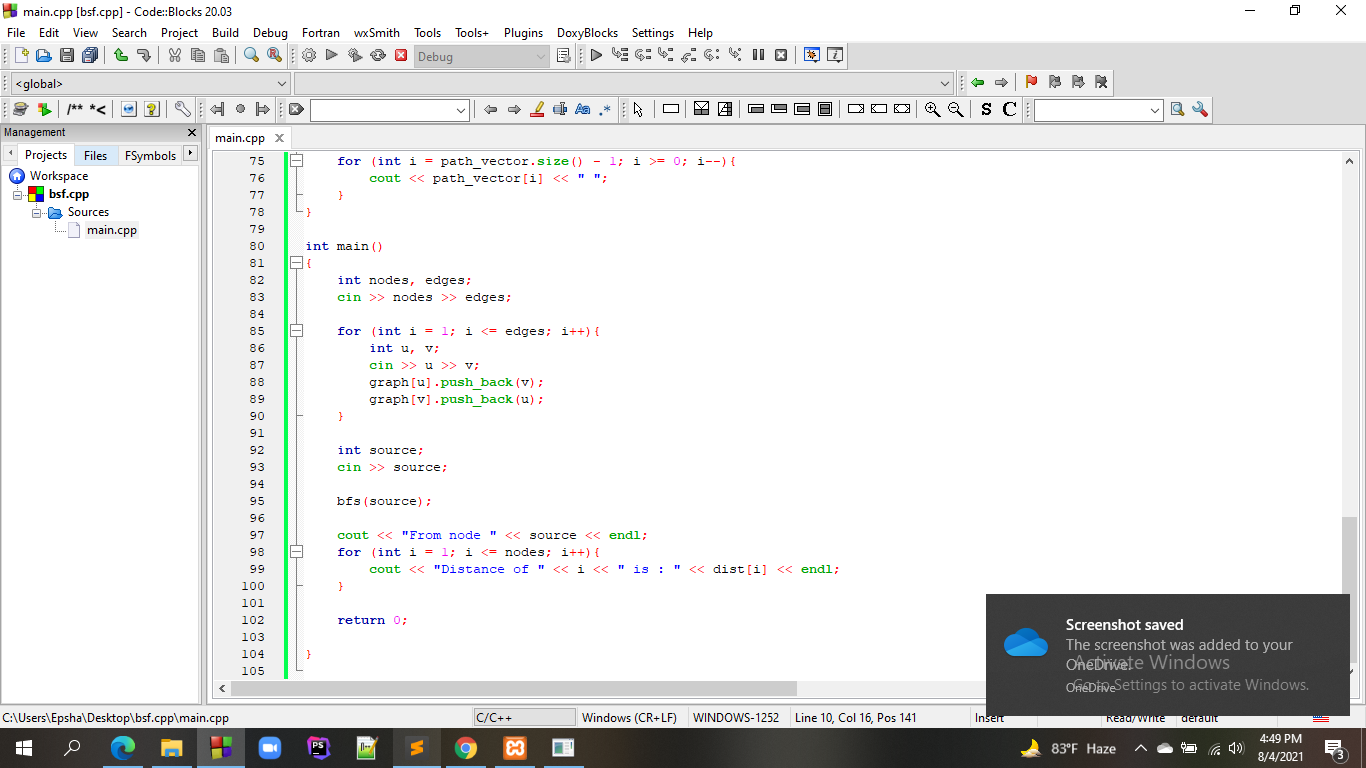 main.cpp [bsf.cpp] - Code::Blocks 20.03
File Edit View Search Project Build Debug Fortran wxSmith Tools Tools+ Plugins DoxyBlocks Settings Help
Debug
<global>
/** *< Aa .* S C
Management
main.cpp
Projects Files FSymbols
Workspace
bsf.cpp
Sources
main.cpp
75 for (int i = path_vector.size() - 1; i >= 0; i--){
76 cout << path_vector[i] << " ";
77 }
78 }
79
80 int main()
81 {
82 int nodes, edges;
83 cin >> nodes >> edges;
84
85 for (int i = 1; i <= edges; i++){
86 int u, v;
87 cin >> u >> v;
88 graph[u].push_back(v);
89 graph[v].push_back(u);
90 }
91
92 int source;
93 cin >> source;
94
95 bfs(source);
96
97 cout << "From node " << source << endl;
98 for (int i = 1; i <= nodes; i++){
99 cout << "Distance of " << i << " is : " << dist[i] << endl;
100 }
101
102 return 0;
103
104 }
105
Screenshot saved
The screenshot was added to your
OneDrive.
OneDrive
Activate Windows
Go to Settings to activate Windows.
C:\Users\Epsha\Desktop\bsf.cpp\main.cpp C/C++ Windows (CR+LF) WINDOWS-1252 Line 10, Col 16, Pos 141 Insert Read/Write default
PS
83°F Haze
4:49 PM
8/4/2021
3